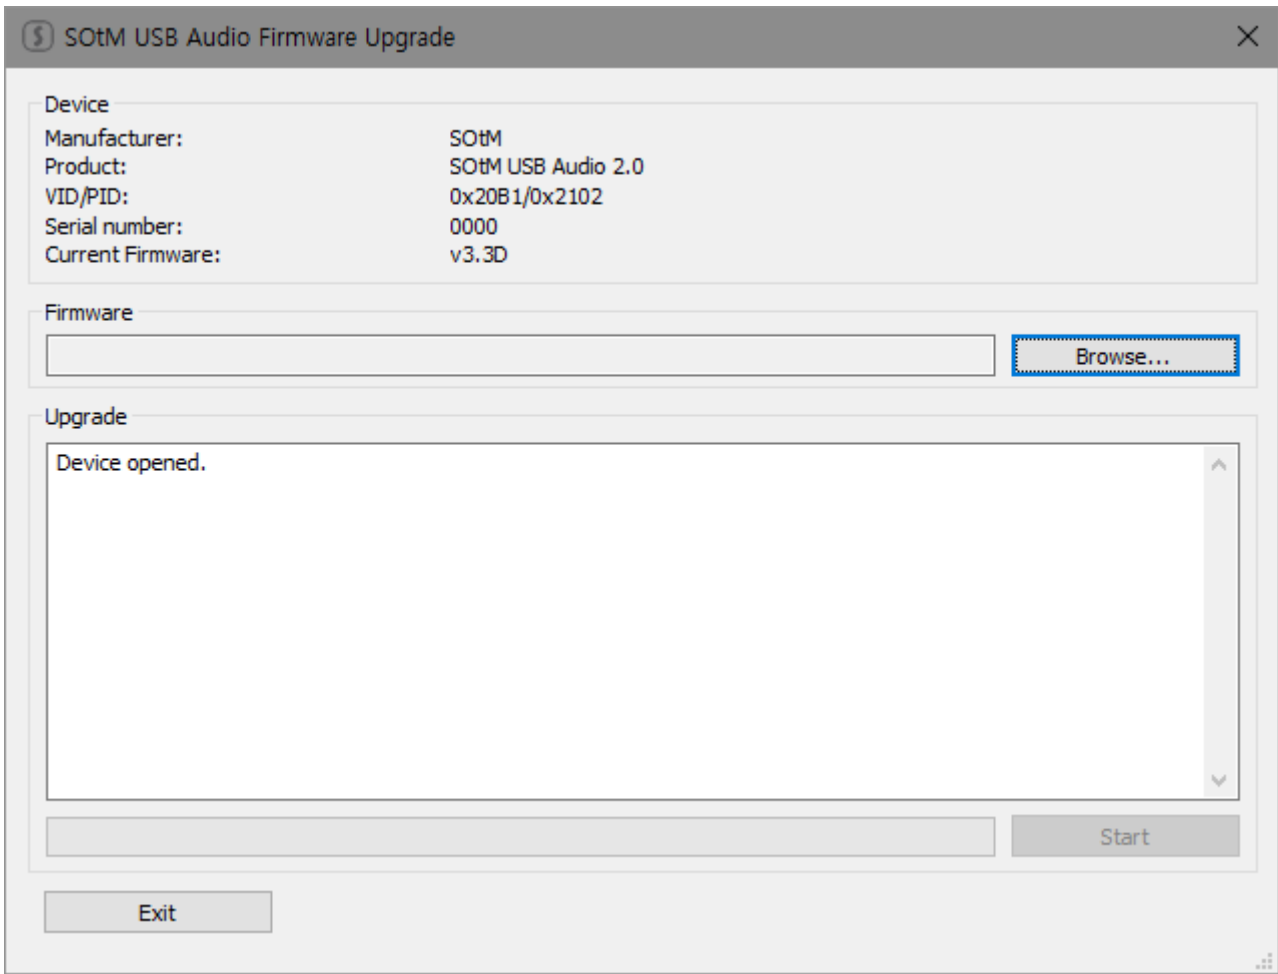 SOtM USB Audio Firmware Upgrade
Device
Manufacturer: SOtM
Product: SOtM USB Audio 2.0
VID/PID: 0x20B1/0x2102
Serial number: 0000
Current Firmware: v3.3D
Firmware
Browse...
Upgrade
Device opened.
Start
Exit